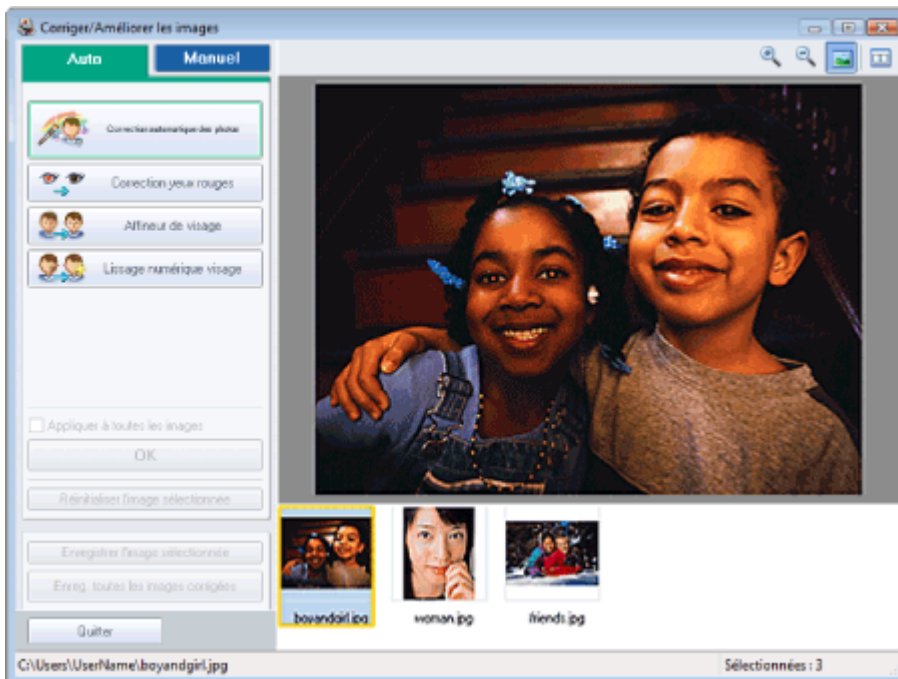 Corriger/Améliorer les images
Auto
Manuel
Correction automatique des photos
Correction yeux rouges
Affineur de visage
Lissage numérique visage
Appliquer à toutes les images
OK
Réinitialiser l'image sélectionnée
Enregistrer l'image sélectionnée
Enreg. toutes les images corrigées
Quitter
boyandgirl.jpg
woman.jpg
friends.jpg
C:\Users\UserName\boyandgirl.jpg
Sélectionnées : 3